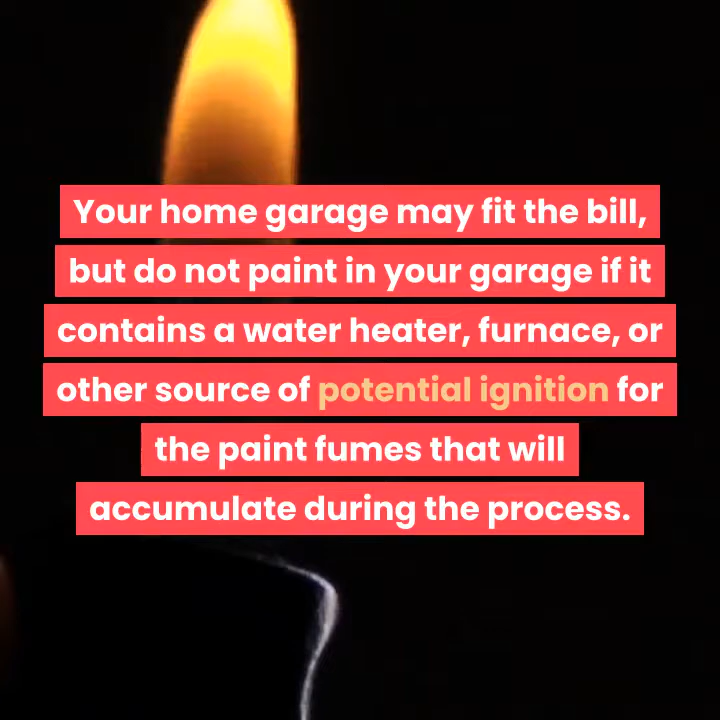 Your home garage may fit the bill,
but do not paint in your garage if it
contains a water heater, furnace, or
other source of potential ignition for
the paint fumes that will
accumulate during the process.